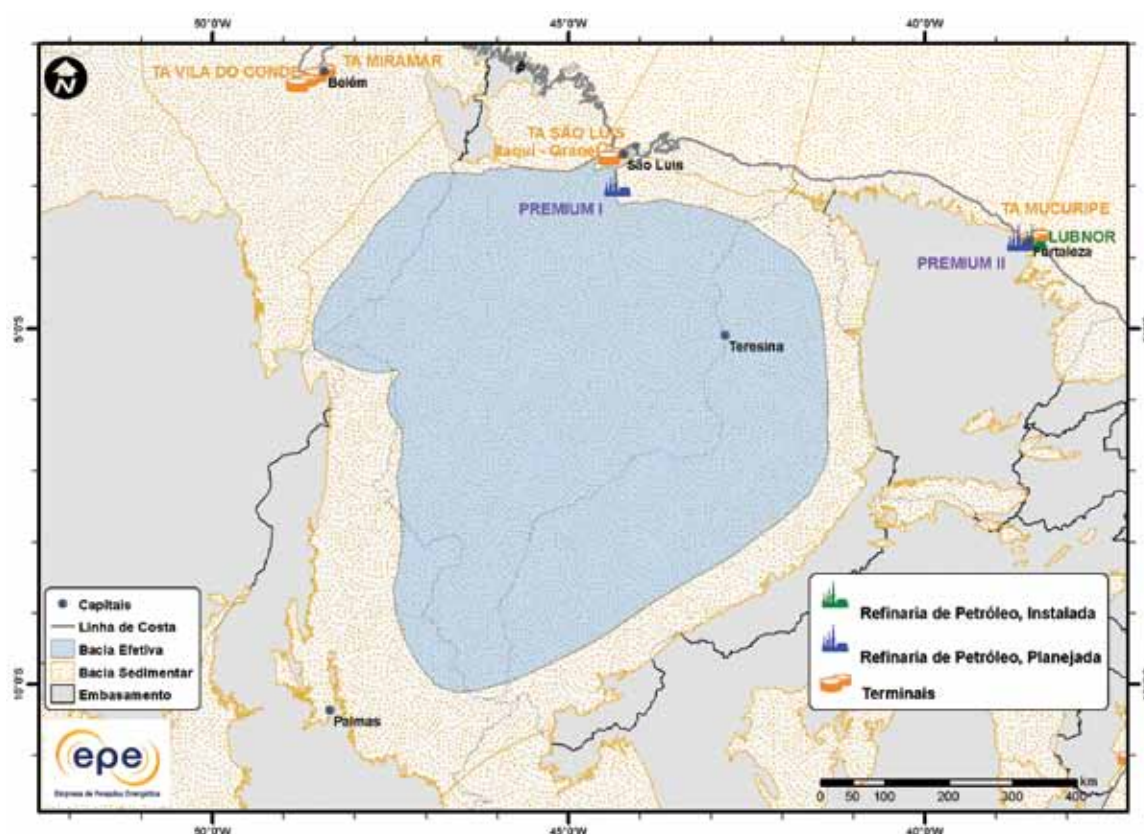 50°0'W 45°0'W 40°0'W
N
TA VILA DO CONDE
TA MIRAMAR
Belém
TA SÃO LUIS
Itaqui - Granel
São Luis
PREMIUM I
TA MUCURIPE
LUBNOR
Fortaleza
PREMIUM II
5°0'S
Teresina
10°0'S
Palmas
Capitais
Linha de Costa
Bacia Efetiva
Bacia Sedimentar
Embasamento
epe
Empresa de Pesquisa Energética
Refinaria de Petróleo, Instalada
Refinaria de Petróleo, Planejada
Terminais
km
0 50 100 200 300 400
50°0'W 45°0'W 40°0'W